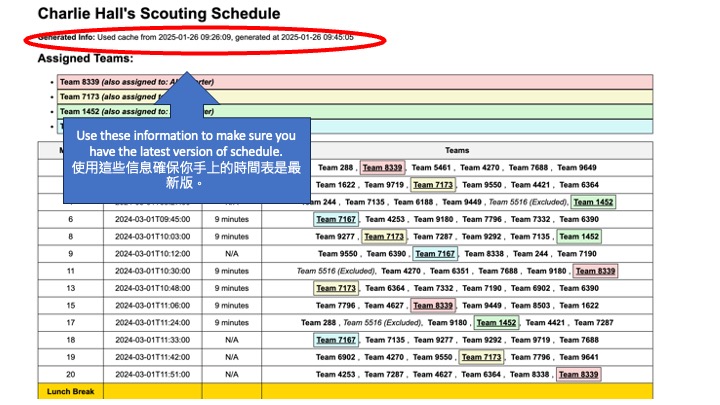 Charlie Hall's Scouting Schedule
Generated Info: Used cache from 2025-01-26 09:26:09, generated at 2025-01-26 09:45:05
Assigned Teams:
Team 8339 (also assigned to:
Team 7173 (also assigned
Team 1452 (also assigned to:
Use these information to make sure you
have the latest version of schedule.
使用這些信息確保你手上的時間表是最
新版。
Teams
Team 288 , Team 8339 , Team 5461 , Team 4270 , Team 7688 , Team 9649
Team 1622 , Team 9719 , Team 7173 , Team 9550 , Team 4421 , Team 6364
Team 244 , Team 7135 , Team 6188 , Team 9449 , Team 5516 (Excluded) , Team 1452
6 2024-03-01T09:45:00 9 minutes Team 7167 , Team 4253 , Team 9180 , Team 7796 , Team 7332 , Team 6390
8 2024-03-01T10:03:00 9 minutes Team 9277 , Team 7173 , Team 7287 , Team 9292 , Team 7135 , Team 1452
9 2024-03-01T10:12:00 N/A Team 9550 , Team 6390 , Team 7167 , Team 8338 , Team 244 , Team 7190
11 2024-03-01T10:30:00 9 minutes Team 5516 (Excluded) , Team 4270 , Team 6351 , Team 7688 , Team 9180 , Team 8339
13 2024-03-01T10:48:00 9 minutes Team 7173 , Team 6364 , Team 7332 , Team 7190 , Team 6902 , Team 6390
15 2024-03-01T11:06:00 9 minutes Team 7796 , Team 4627 , Team 8339 , Team 9449 , Team 8503 , Team 1622
17 2024-03-01T11:24:00 9 minutes Team 288 , Team 5516 (Excluded) , Team 9180 , Team 1452 , Team 4421 , Team 7287
18 2024-03-01T11:33:00 N/A Team 7167 , Team 7135 , Team 9277 , Team 9292 , Team 9719 , Team 7688
19 2024-03-01T11:42:00 N/A Team 6902 , Team 4270 , Team 9550 , Team 7173 , Team 7796 , Team 9641
20 2024-03-01T11:51:00 N/A Team 4253 , Team 7287 , Team 4627 , Team 6364 , Team 8338 , Team 8339
Lunch Break